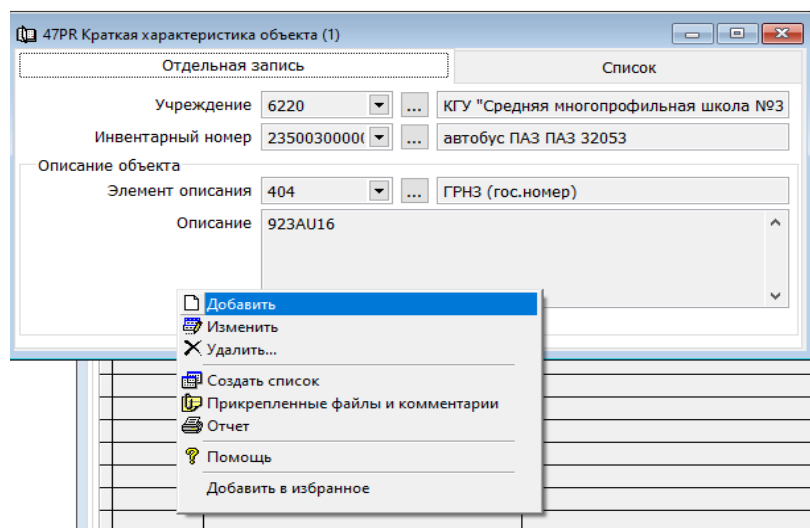 47PR Краткая характеристика объекта (1)
Отдельная запись Список
Учреждение 6220 ... КГУ "Средняя многопрофильная школа №3
Инвентарный номер 23500300000 ... автобус ПАЗ ПАЗ 32053
Описание объекта
Элемент описания 404 ... ГРНЗ (гос.номер)
Описание 923AU16
Добавить
Изменить
Удалить...
Создать список
Прикрепленные файлы и комментарии
Отчет
Помощь
Добавить в избранное